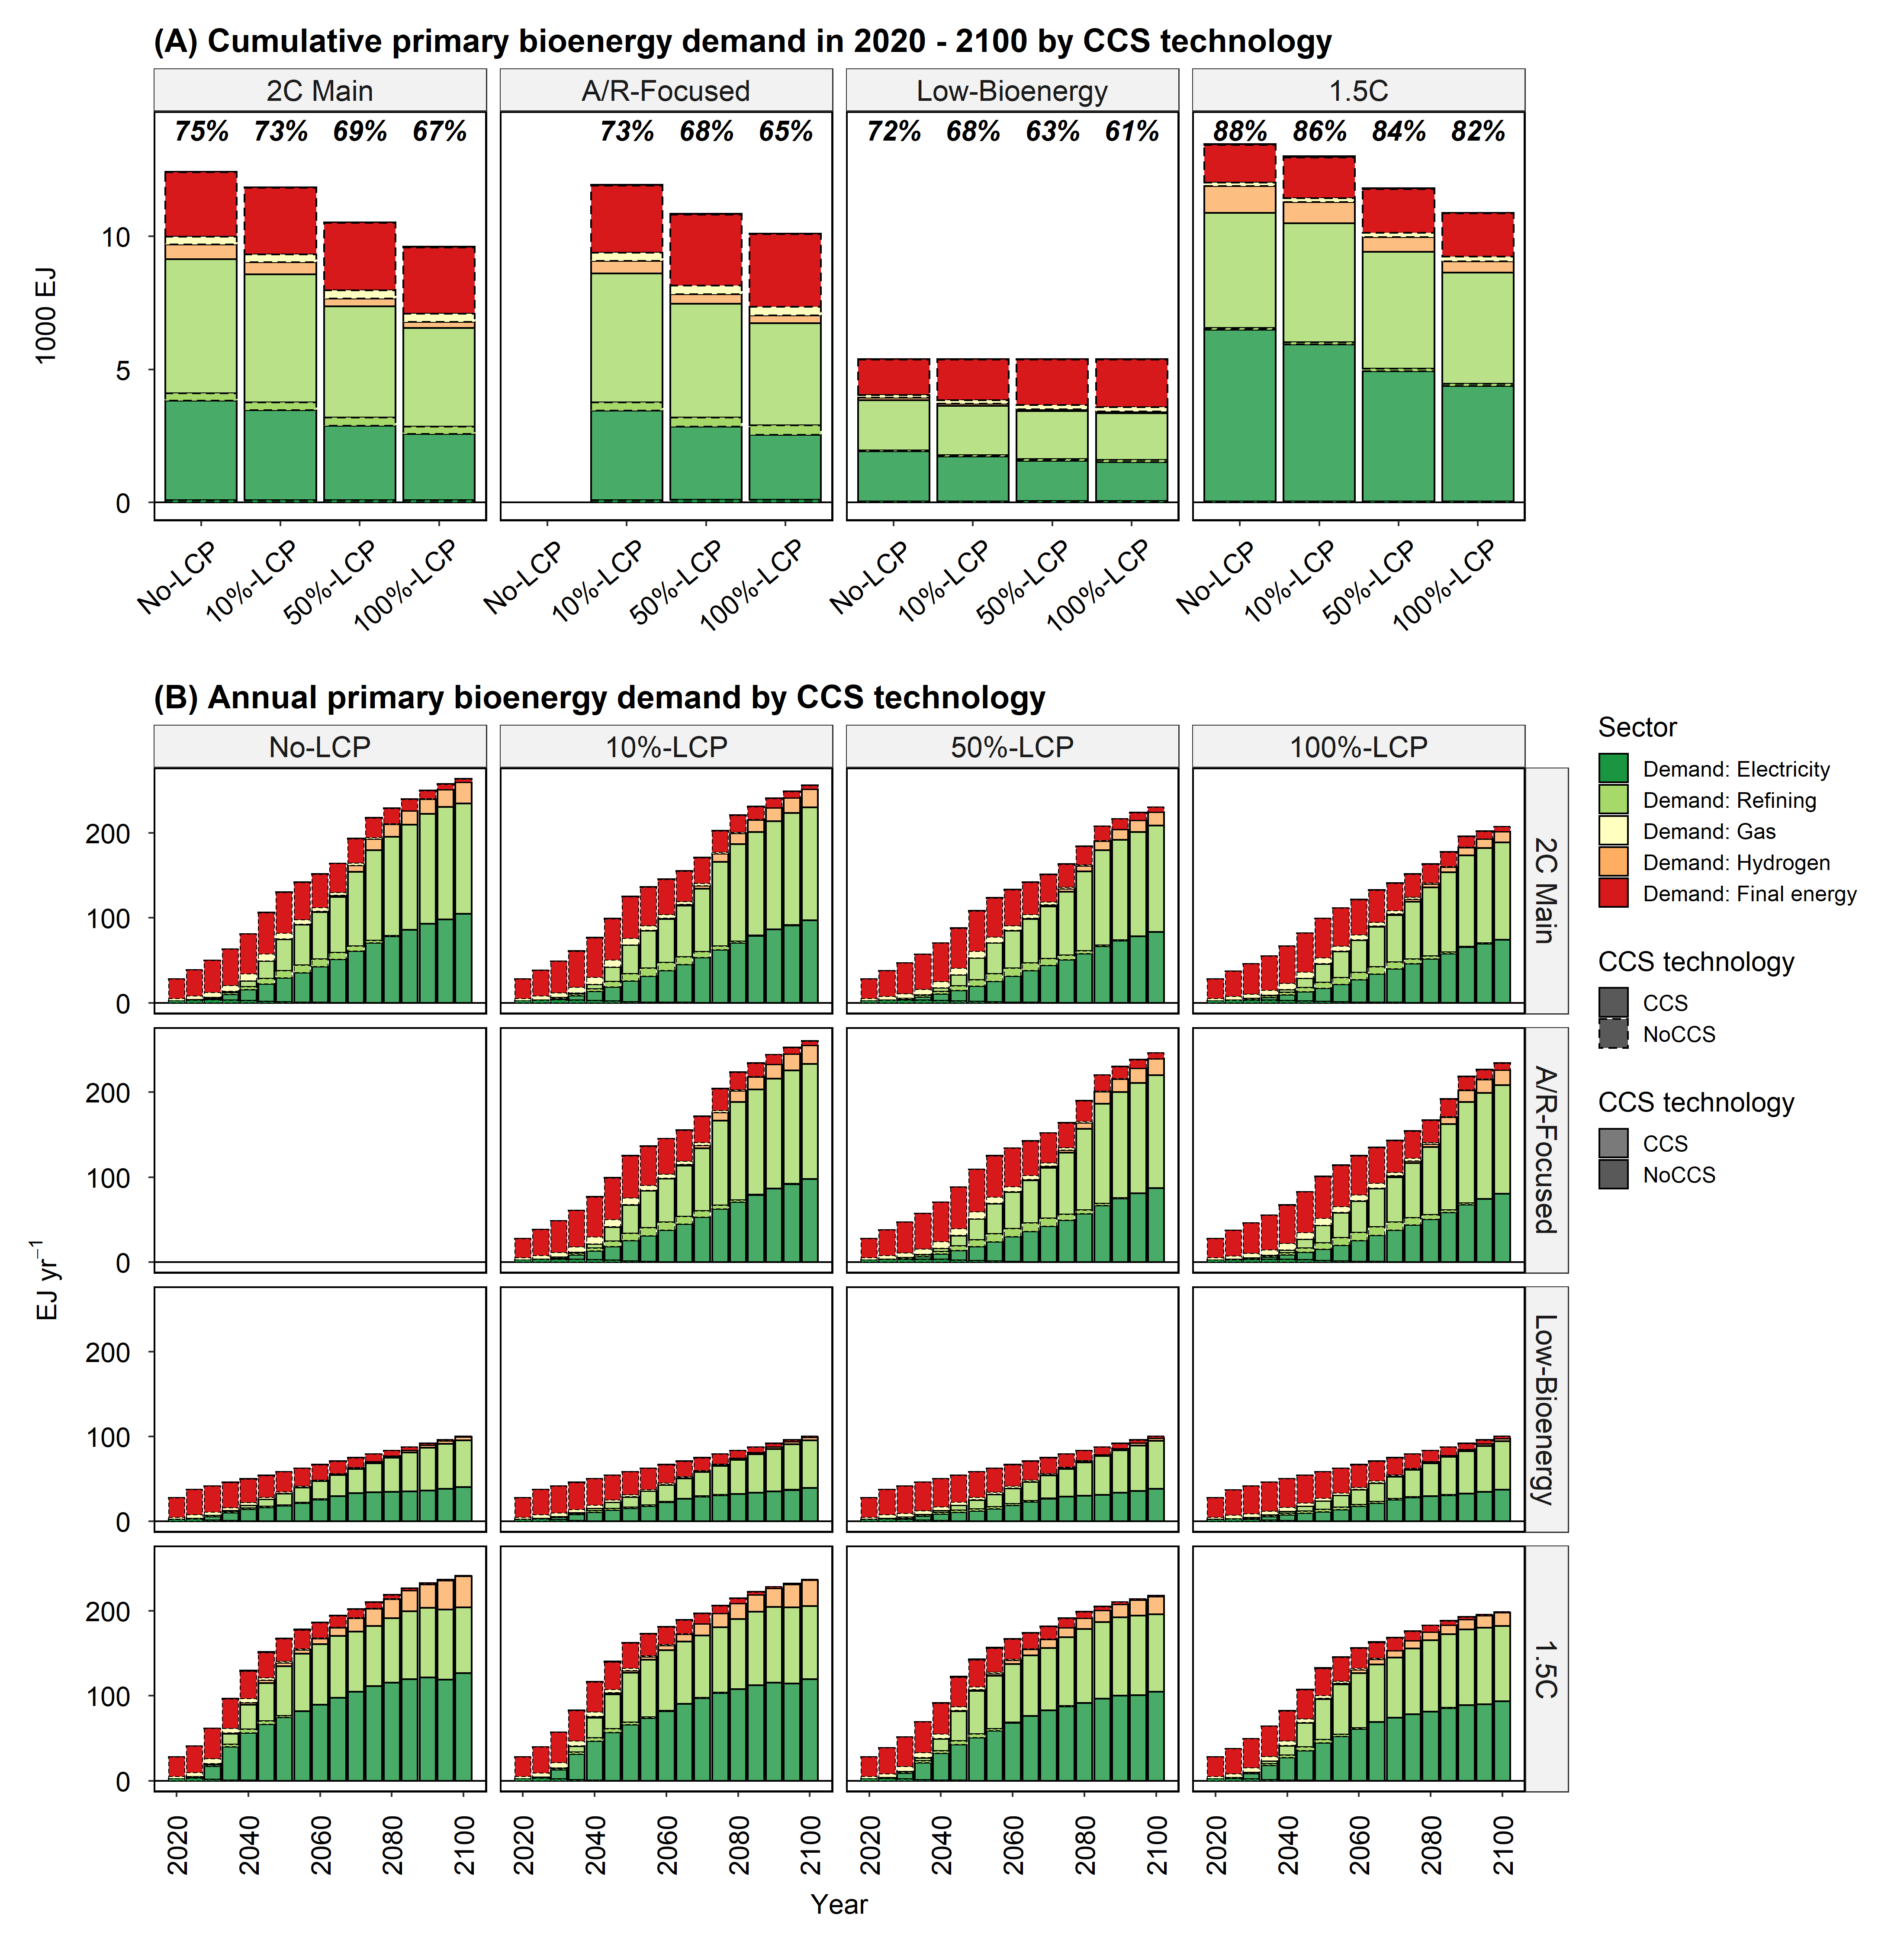 (A) Cumulative primary bioenergy demand in 2020 - 2100 by CCS technology
2C Main
A/R-Focused
Low-Bioenergy
1.5C
75% 73% 69% 67%
73% 68% 65%
72% 68% 63% 61%
88% 86% 84% 82%
1000 EJ
10
5
0
No-LCP 10%-LCP 50%-LCP 100%-LCP
No-LCP 10%-LCP 50%-LCP 100%-LCP
No-LCP 10%-LCP 50%-LCP 100%-LCP
No-LCP 10%-LCP 50%-LCP 100%-LCP
(B) Annual primary bioenergy demand by CCS technology
No-LCP
10%-LCP
50%-LCP
100%-LCP
EJ yr⁻¹
200
100
0
2C Main
200
100
0
A/R-Focused
200
100
0
Low-Bioenergy
200
100
0
1.5C
2020 2040 2060 2080 2100
2020 2040 2060 2080 2100
2020 2040 2060 2080 2100
2020 2040 2060 2080 2100
Year
Sector
Demand: Electricity
Demand: Refining
Demand: Gas
Demand: Hydrogen
Demand: Final energy
CCS technology
CCS
NoCCS
CCS technology
CCS
NoCCS